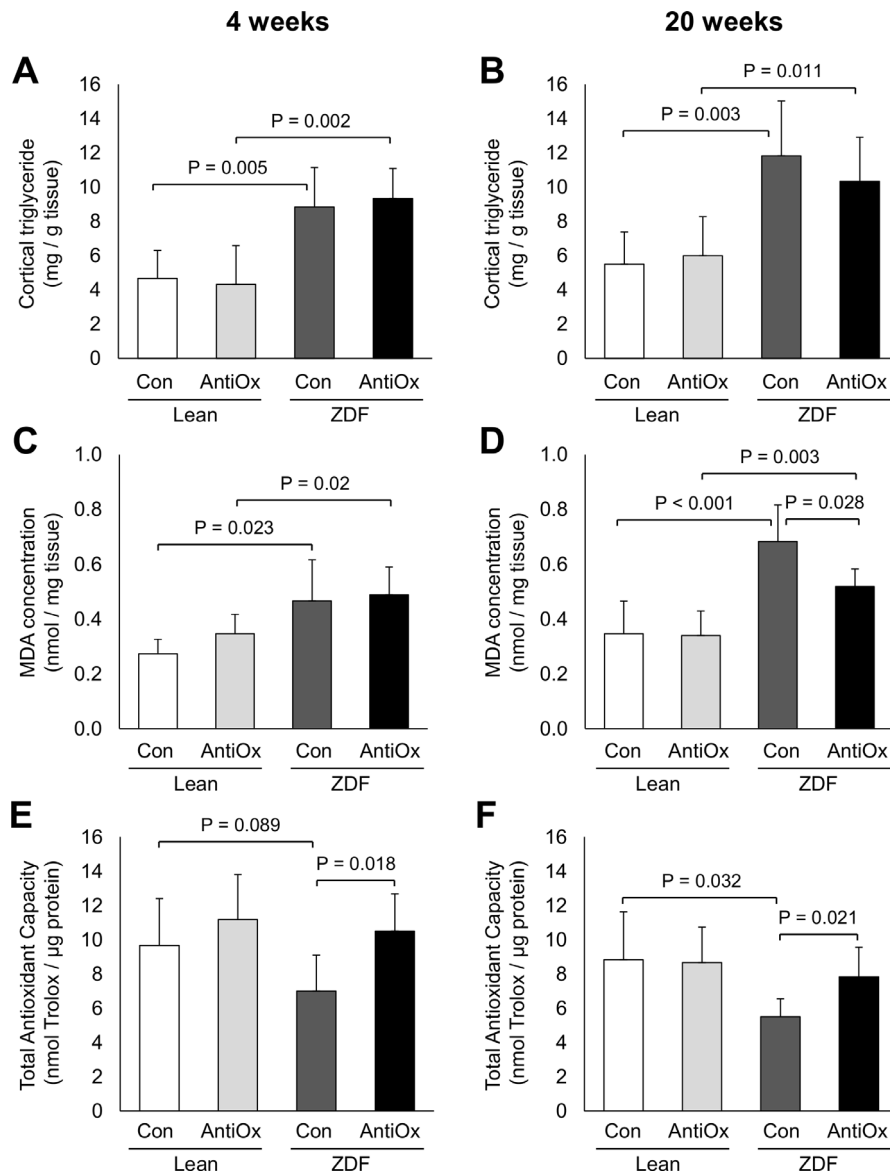 4 weeks
20 weeks
A
Cortical triglyceride
(mg / g tissue)
16
14
12
10
8
6
4
2
0
P = 0.005
P = 0.002
Con AntiOx Con AntiOx
Lean ZDF
B
Cortical triglyceride
(mg / g tissue)
16
14
12
10
8
6
4
2
0
P = 0.003
P = 0.011
Con AntiOx Con AntiOx
Lean ZDF
C
MDA concentration
(nmol / mg tissue)
1.0
0.8
0.6
0.4
0.2
0.0
P = 0.023
P = 0.02
Con AntiOx Con AntiOx
Lean ZDF
D
MDA concentration
(nmol / mg tissue)
1.0
0.8
0.6
0.4
0.2
0.0
P < 0.001
P = 0.003
P = 0.028
Con AntiOx Con AntiOx
Lean ZDF
E
Total Antioxidant Capacity
(nmol Trolox / µg protein)
16
14
12
10
8
6
4
2
0
P = 0.089
P = 0.018
Con AntiOx Con AntiOx
Lean ZDF
F
Total Antioxidant Capacity
(nmol Trolox / µg protein)
16
14
12
10
8
6
4
2
0
P = 0.032
P = 0.021
Con AntiOx Con AntiOx
Lean ZDF